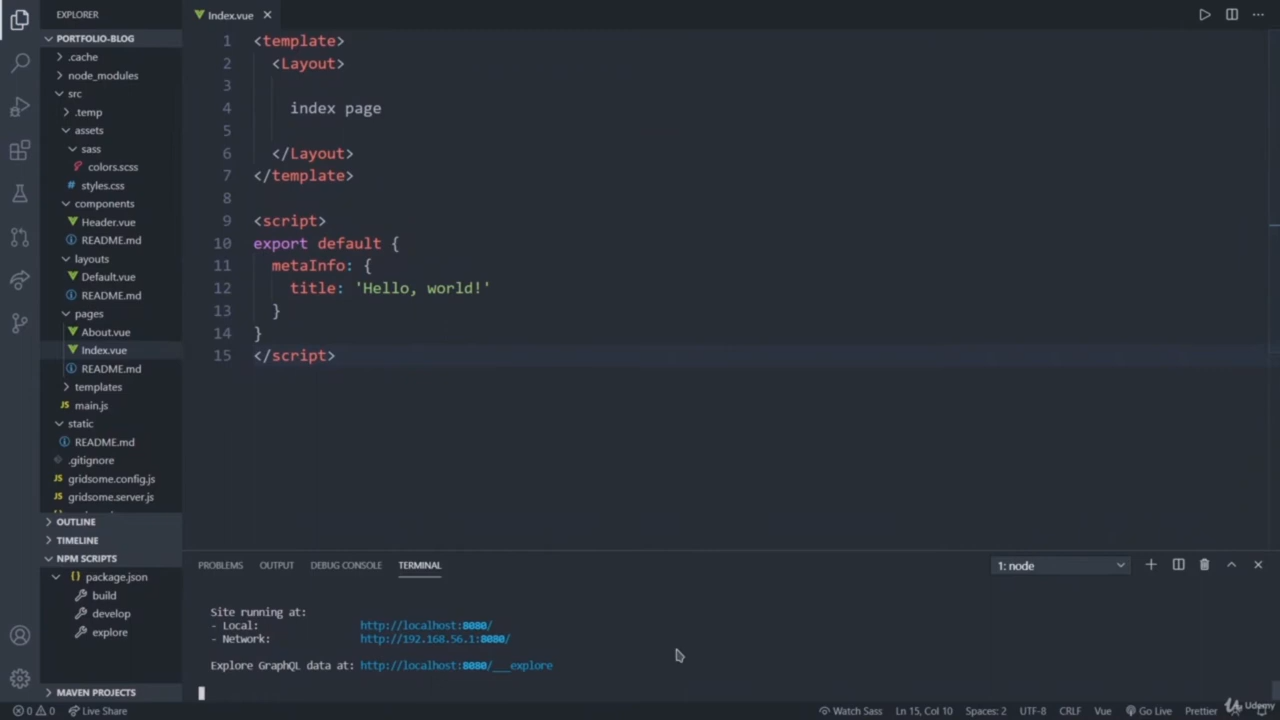 EXPLORER
PORTFOLIO-BLOG
.cache
node_modules
src
.temp
assets
sass
colors.scss
styles.css
components
Header.vue
README.md
layouts
Default.vue
README.md
pages
About.vue
Index.vue
README.md
templates
main.js
static
README.md
.gitignore
gridsome.config.js
gridsome.server.js
OUTLINE
TIMELINE
NPM SCRIPTS
package.json
build
develop
explore
MAVEN PROJECTS
Index.vue
1 <template>
2 <Layout>
3
4 index page
5
6 </Layout>
7 </template>
8
9 <script>
10 export default {
11 metaInfo: {
12 title: 'Hello, world!'
13 }
14 }
15 </script>
PROBLEMS OUTPUT DEBUG CONSOLE TERMINAL 1: node
Site running at:
- Local: http://localhost:8080/
- Network: http://192.168.56.1:8080/
Explore GraphQL data at: http://localhost:8080/___explore
0 0 Live Share Watch Sass Ln 15, Col 10 Spaces: 2 UTF-8 CRLF Vue Go Live Prettier
Udemy